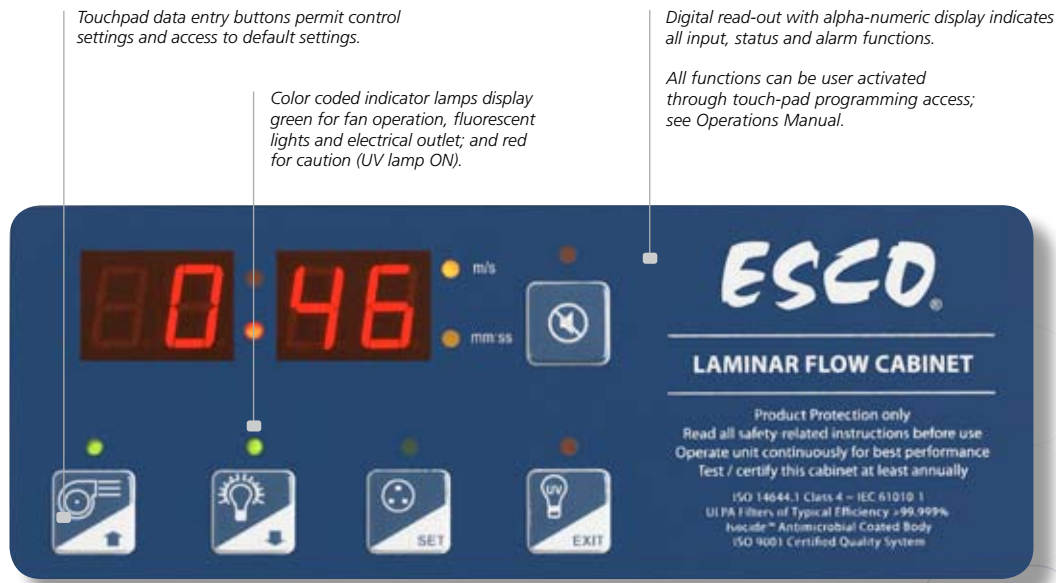 Touchpad data entry buttons permit control
settings and access to default settings.
Color coded indicator lamps display
green for fan operation, fluorescent
lights and electrical outlet; and red
for caution (UV lamp ON).
Digital read-out with alpha-numeric display indicates
all input, status and alarm functions.
All functions can be user activated
through touch-pad programming access;
see Operations Manual.
0 46
m/s
mm:ss
ESCO®
LAMINAR FLOW CABINET
Product Protection only
Read all safety-related instructions before use
Operate unit continuously for best performance
Test / certify this cabinet at least annually
ISO 14644.1 Class 4 – IEC 61010 1
ULPA Filters of Typical Efficiency >99.999%
Isocide™ Antimicrobial Coated Body
ISO 9001 Certified Quality System
SET
UV
EXIT